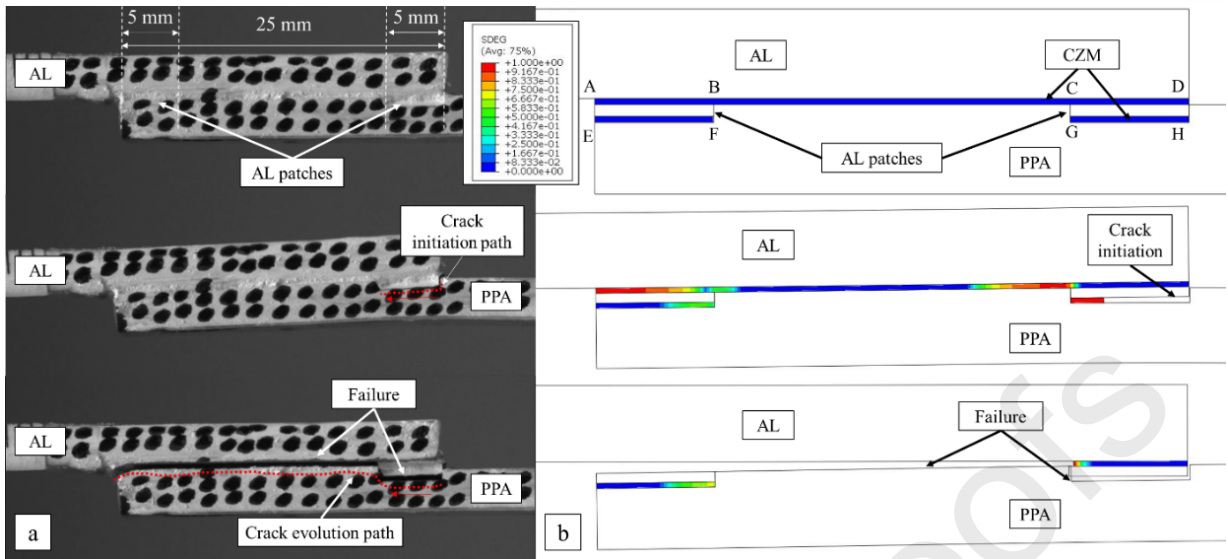 5 mm
25 mm
5 mm
AL
AL patches
SDEG
(Avg: 75%)
+1.000e+00
+9.167e-01
+8.333e-01
+7.500e-01
+6.667e-01
+5.833e-01
+5.000e-01
+4.167e-01
+3.333e-01
+2.500e-01
+1.667e-01
+8.333e-02
+0.000e+00
AL
CZM
A
B
C
D
E
F
G
H
AL patches
PPA
Crack
initiation path
AL
PPA
AL
Crack
initiation
PPA
Failure
AL
PPA
Crack evolution path
a
AL
Failure
PPA
b
oofs